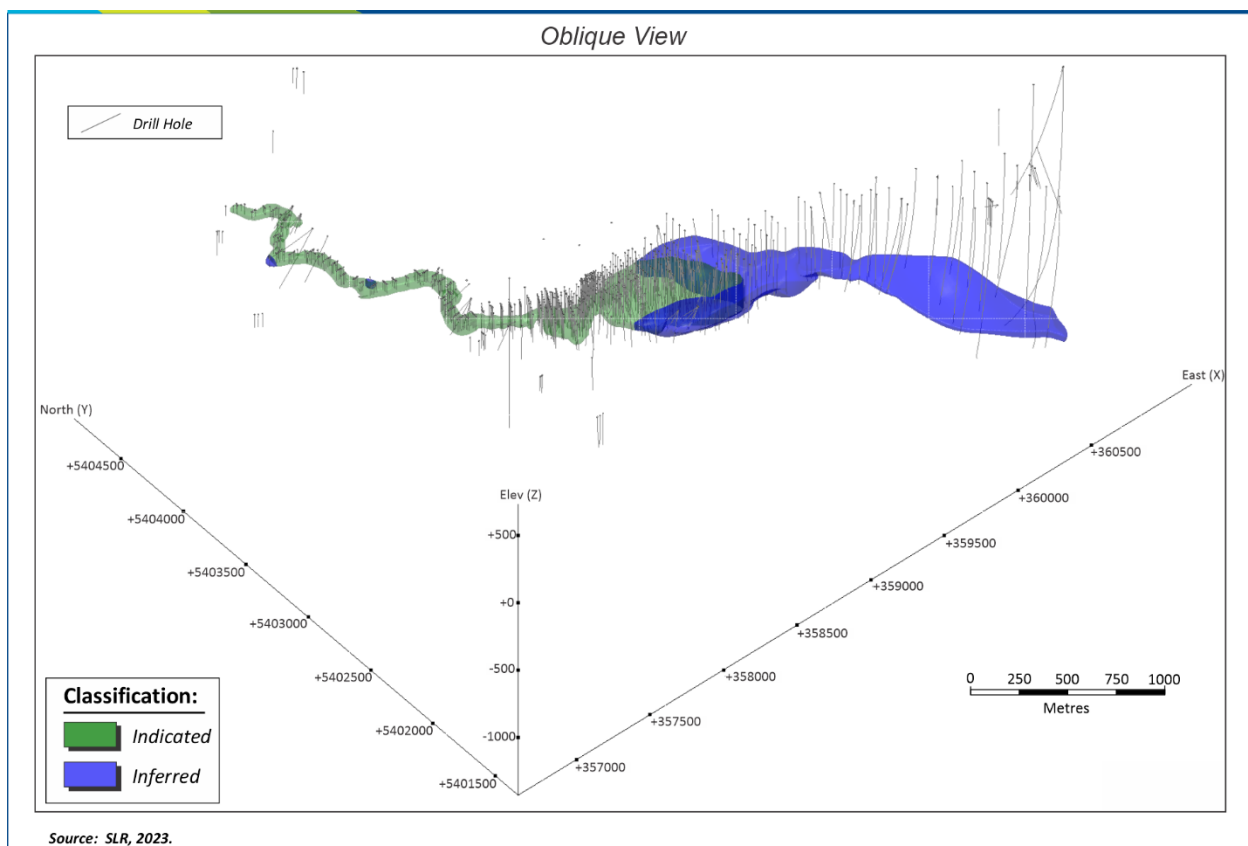 Oblique View
Drill Hole
East (X)
North (Y)
+360500
+5404500
+360000
Elev (Z)
+5404000
+500
+359500
+5403500
+359000
+0
+5403000
+358500
+5402500
-500
+358000
0 250 500 750 1000
Metres
Classification:
Indicated
Inferred
+5402000
+357500
-1000
+5401500
+357000
Source: SLR, 2023.